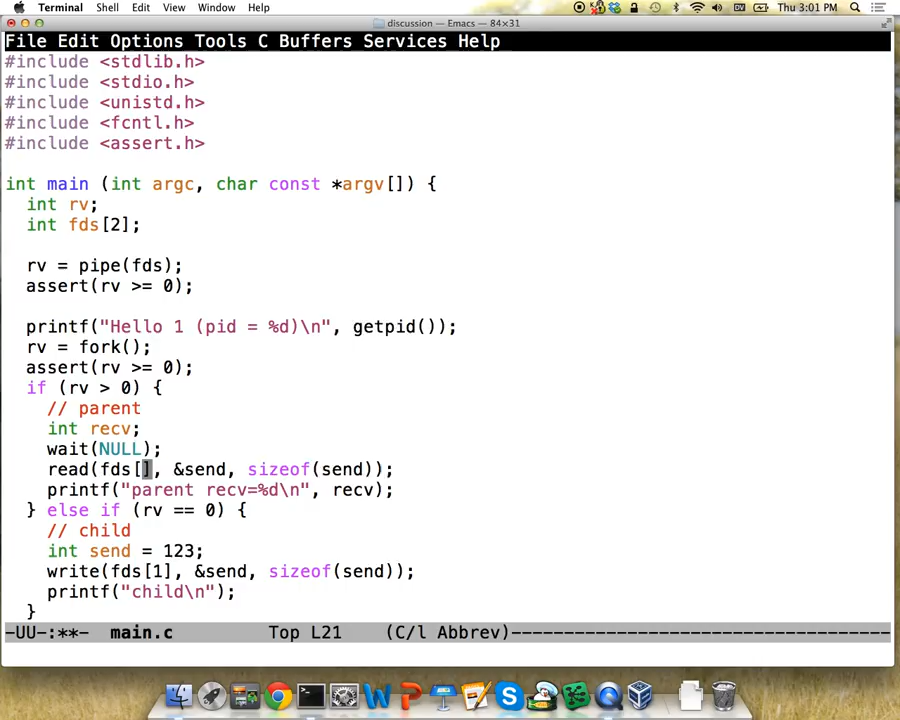 Terminal Shell Edit View Window Help Thu 3:01 PM
discussion — Emacs — 84×31
File Edit Options Tools C Buffers Services Help
#include <stdlib.h>
#include <stdio.h>
#include <unistd.h>
#include <fcntl.h>
#include <assert.h>
int main (int argc, char const *argv[]) {
int rv;
int fds[2];
rv = pipe(fds);
assert(rv >= 0);
printf("Hello 1 (pid = %d)\n", getpid());
rv = fork();
assert(rv >= 0);
if (rv > 0) {
// parent
int recv;
wait(NULL);
read(fds[], &send, sizeof(send));
printf("parent recv=%d\n", recv);
} else if (rv == 0) {
// child
int send = 123;
write(fds[1], &send, sizeof(send));
printf("child\n");
}
-UU-:**- main.c Top L21 (C/l Abbrev)------------------------------------